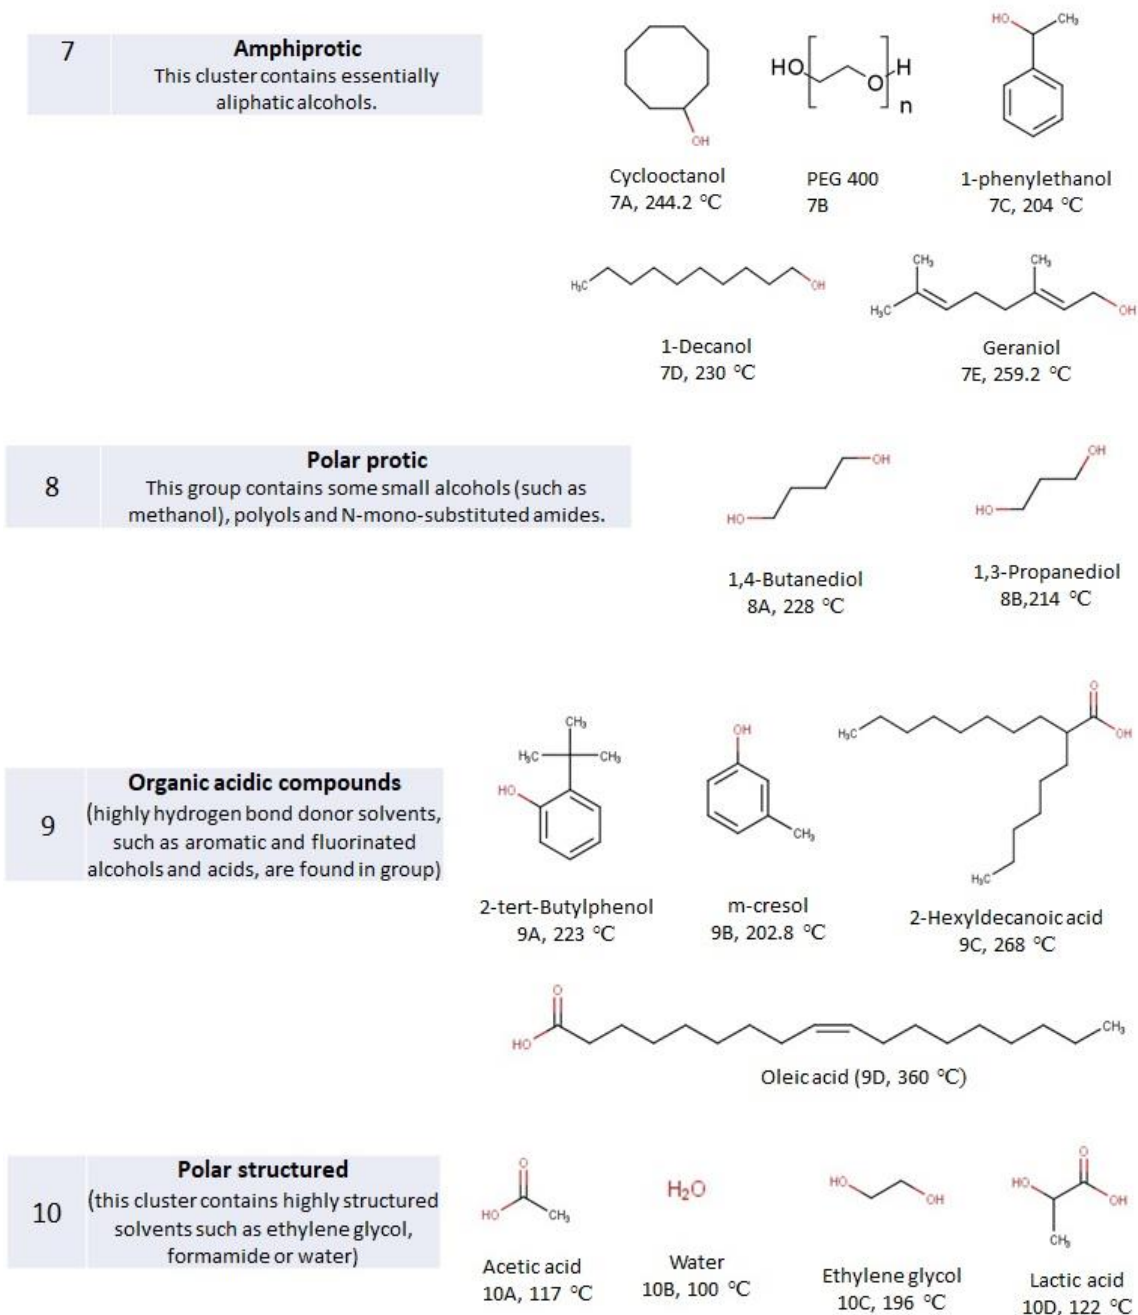 7
Amphiprotic
This cluster contains essentially
aliphatic alcohols.
OH
HO
O
H
n
HO
CH₃
Cyclooctanol
7A, 244.2 °C
PEG 400
7B
1-phenylethanol
7C, 204 °C
H₃C
OH
CH₃
H₃C
CH₃
OH
1-Decanol
7D, 230 °C
Geraniol
7E, 259.2 °C
8
Polar protic
This group contains some small alcohols (such as
methanol), polyols and N-mono-substituted amides.
OH
HO
OH
HO
1,4-Butanediol
8A, 228 °C
1,3-Propanediol
8B,214 °C
9
Organic acidic compounds
(highly hydrogen bond donor solvents,
such as aromatic and fluorinated
alcohols and acids, are found in group)
CH₃
H₃C
CH₃
HO
OH
CH₃
O
H₃C
OH
H₃C
2-tert-Butylphenol
9A, 223 °C
m-cresol
9B, 202.8 °C
2-Hexyldecanoic acid
9C, 268 °C
O
HO
CH₃
Oleic acid (9D, 360 °C)
10
Polar structured
(this cluster contains highly structured
solvents such as ethylene glycol,
formamide or water)
O
HO
CH₃
H₂O
HO
OH
O
HO
OH
CH₃
Acetic acid
10A, 117 °C
Water
10B, 100 °C
Ethylene glycol
10C, 196 °C
Lactic acid
10D, 122 °C